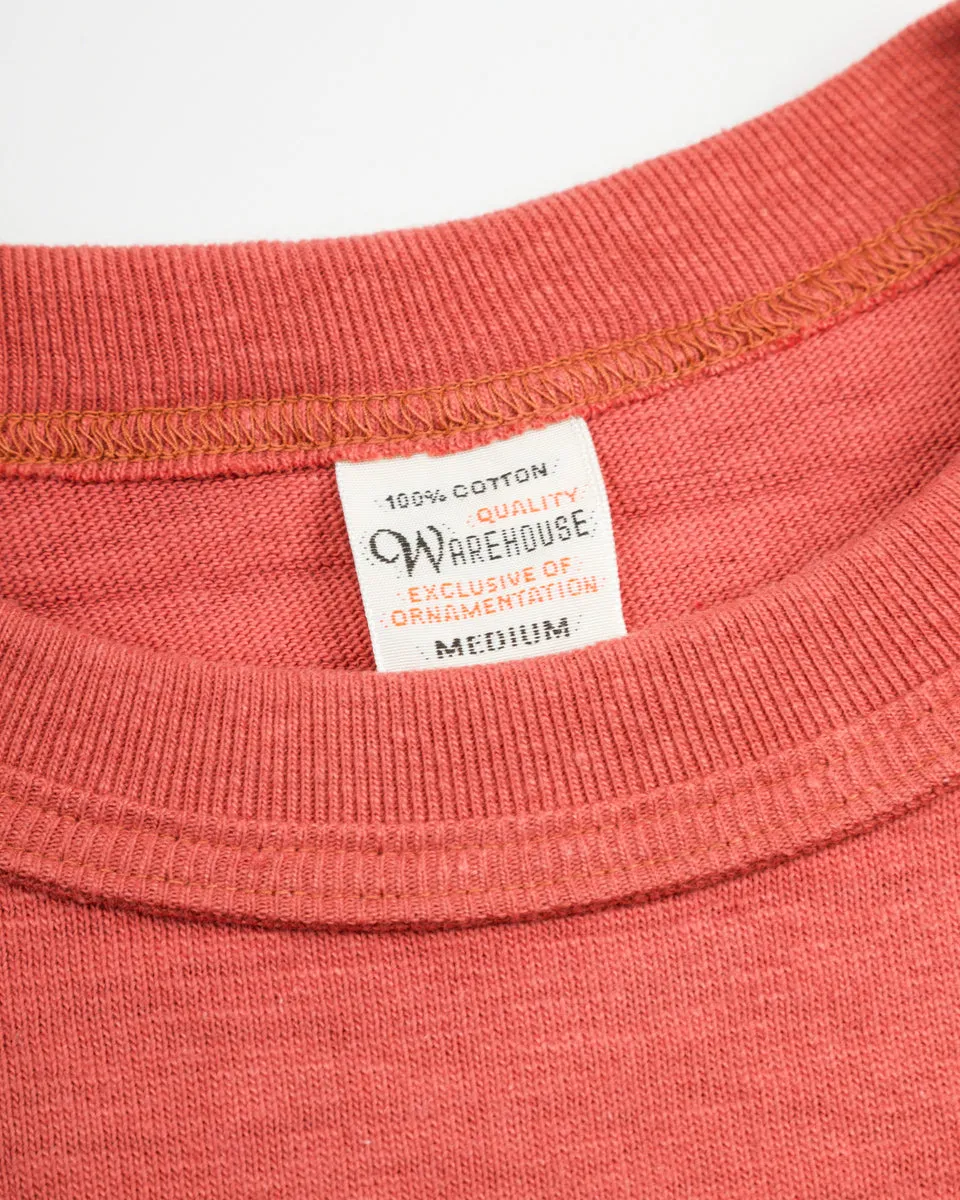 100% COTTON
QUALITY
WAREHOUSE
EXCLUSIVE OF
ORNAMENTATION
MEDIUM